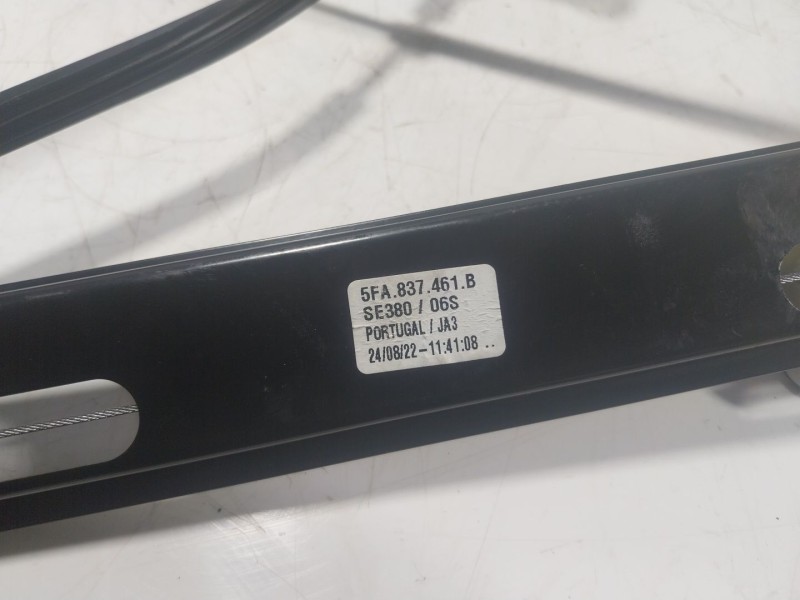 5FA.837.461.B
SE380 / 06S
PORTUGAL / JA3
24/08/22-11:41:08 ..